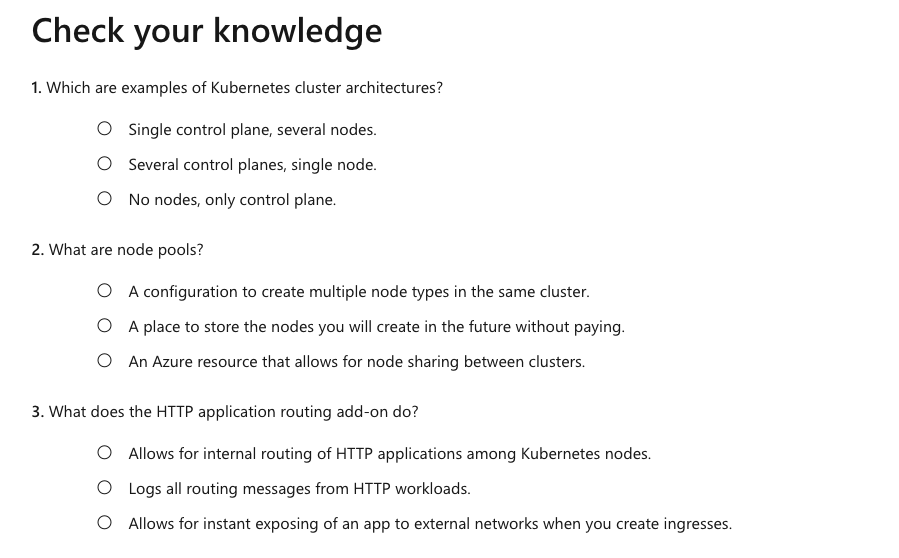 Check your knowledge
1. Which are examples of Kubernetes cluster architectures?
Single control plane, several nodes.
Several control planes, single node.
No nodes, only control plane.
2. What are node pools?
A configuration to create multiple node types in the same cluster.
A place to store the nodes you will create in the future without paying.
An Azure resource that allows for node sharing between clusters.
3. What does the HTTP application routing add-on do?
Allows for internal routing of HTTP applications among Kubernetes nodes.
Logs all routing messages from HTTP workloads.
Allows for instant exposing of an app to external networks when you create ingresses.